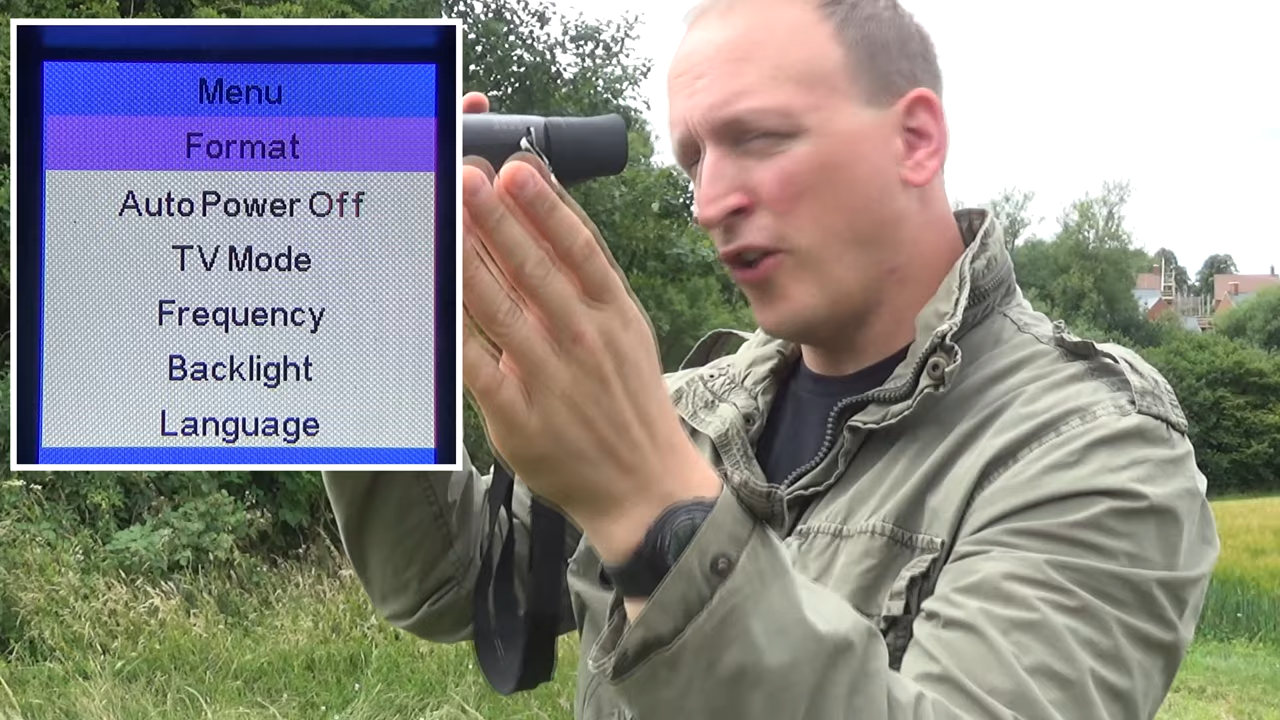 Menu
Format
Auto Power Off
TV Mode
Frequency
Backlight
Language